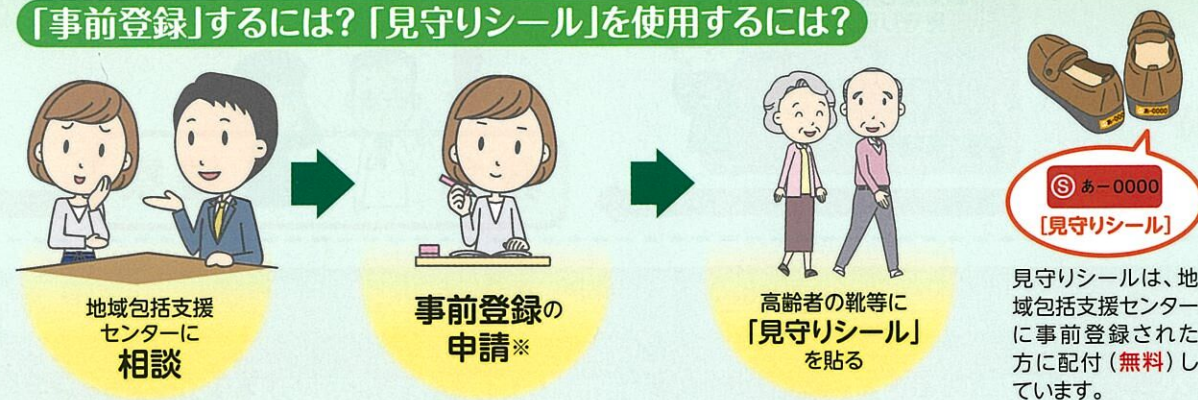 「事前登録」するには?「見守りシール」を使用するには?
地域包括支援
センターに
相談
事前登録の
申請※
高齢者の靴等に
「見守りシール」
を貼る
あ-0000
あ-0000
Ⓢ あ-0000
[見守りシール]
見守りシールは、地
域包括支援センター
に事前登録された
方に配付(無料)し
ています。